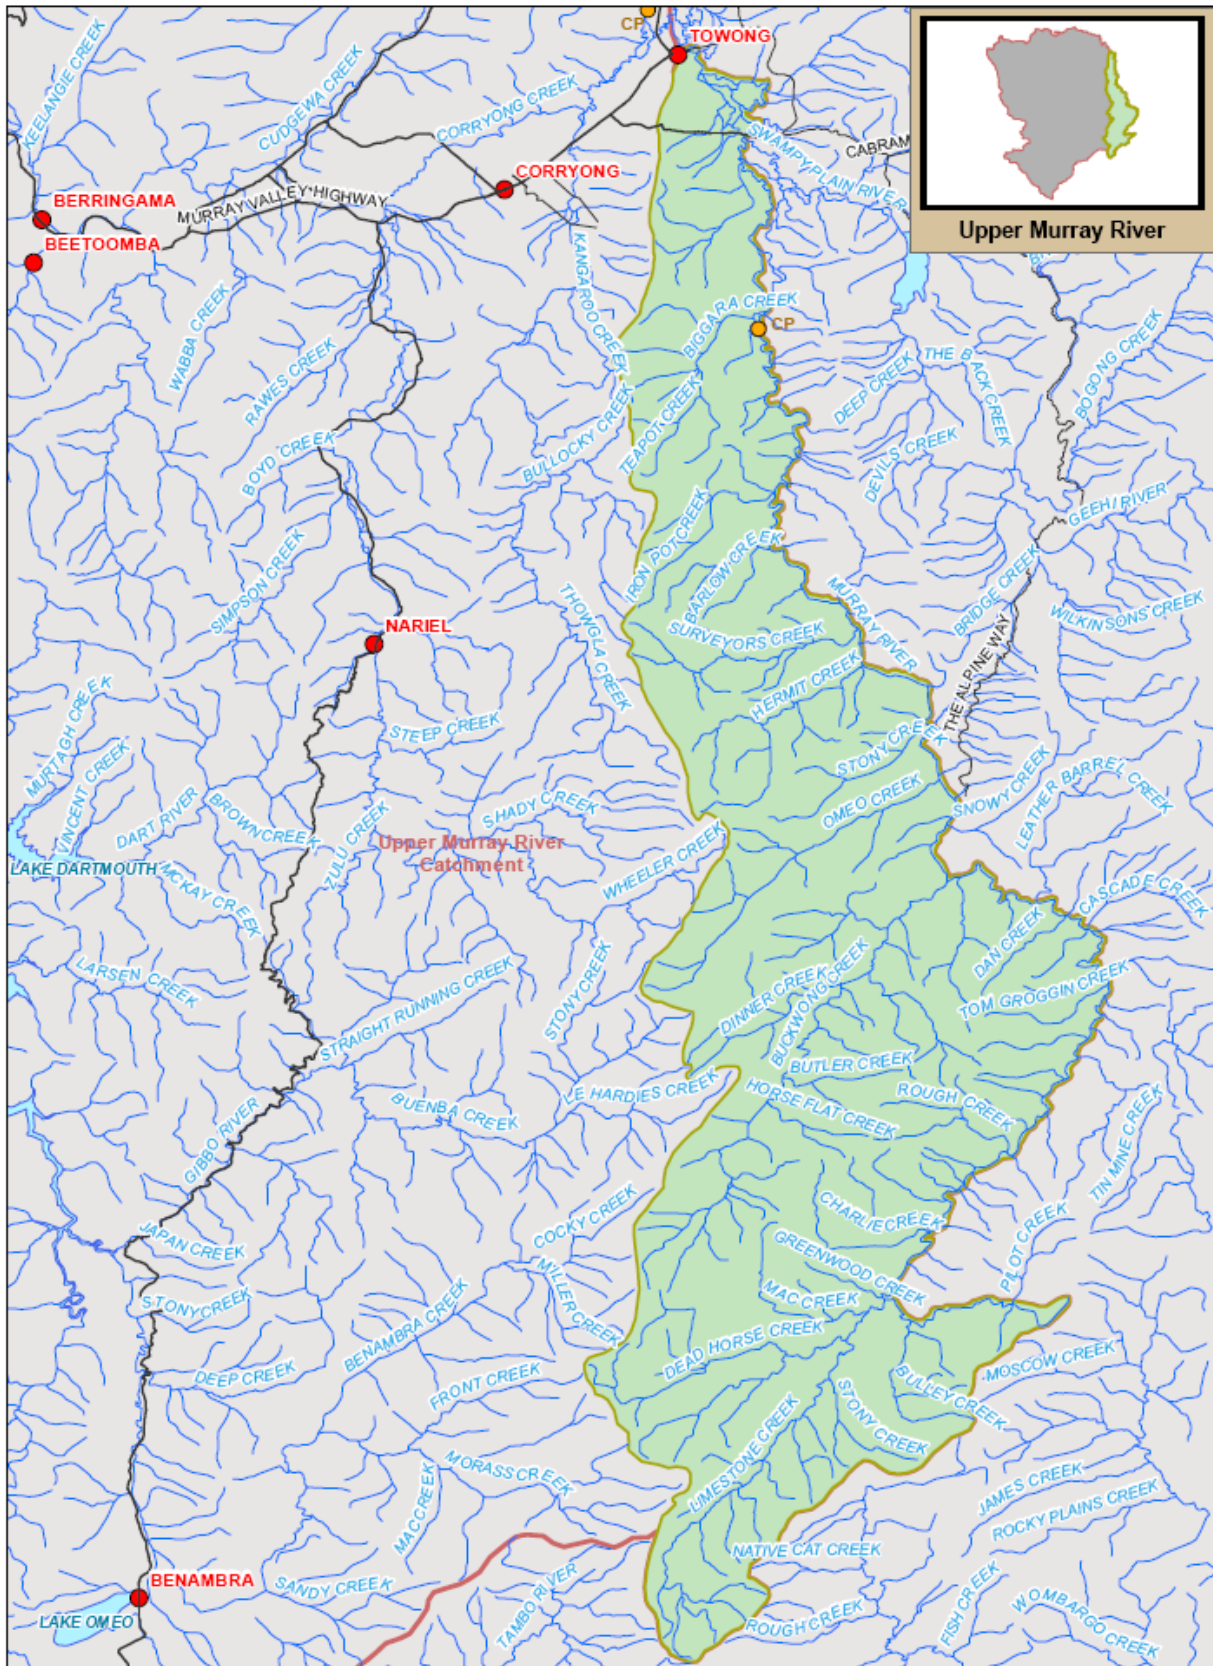 CP
TOWONG
KEELANGIE CREEK
CUDGEWA CREEK
CORRYONG CREEK
SWAMPYPLAIN RIVER
CABRAM
Upper Murray River
CORRYONG
BERRINGAMA
MURRAY VALLEY HIGHWAY
BEETOOMBA
KANGAROO CREEK
WABBA CREEK
BIGGARA CREEK
CP
RAWES CREEK
DEEP CREEK
THE BACK CREEK
BOGONG CREEK
BULLOCKY CREEK
TEAPOT CREEK
BOYD CREEK
DEVILS CREEK
GEEHI RIVER
IRON POT CREEK
BARLOW CREEK
SIMPSON CREEK
THOWGLA CREEK
MURRAY RIVER
BRIDGE CREEK
WILKINSONS CREEK
NARIEL
SURVEYORS CREEK
HERMIT CREEK
THE ALPINE WAY
MURTAGH CREEK
STEEP CREEK
STONY CREEK
VINCENT CREEK
DART RIVER
BROWN CREEK
ZULU CREEK
SHADY CREEK
OMEO CREEK
SNOWY CREEK
LEATHER BARREL CREEK
Upper Murray River
Catchment
LAKE DARTMOUTH
MCKAY CREEK
WHEELER CREEK
CASCADE CREEK
DAN CREEK
LARSEN CREEK
STRAIGHT RUNNING CREEK
STONY CREEK
DINNER CREEK
BUCKWONG CREEK
TOM GROGGIN CREEK
BUTLER CREEK
LE HARDIES CREEK
BUENBA CREEK
HORSE FLAT CREEK
ROUGH CREEK
GIBBO RIVER
TIN MINE CREEK
COCKY CREEK
CHARLIE CREEK
JAPAN CREEK
GREENWOOD CREEK
PILOT CREEK
STONY CREEK
MILLER CREEK
MAC CREEK
BENAMBRA CREEK
DEAD HORSE CREEK
DEEP CREEK
FRONT CREEK
BULLEY CREEK
MOSCOW CREEK
STONY CREEK
LIMESTONE CREEK
MORASS CREEK
MAC CREEK
JAMES CREEK
ROCKY PLAINS CREEK
NATIVE CAT CREEK
BENAMBRA
SANDY CREEK
TAMBO RIVER
LAKE OMEO
ROUGH CREEK
FISH CREEK
WOMBARGO CREEK